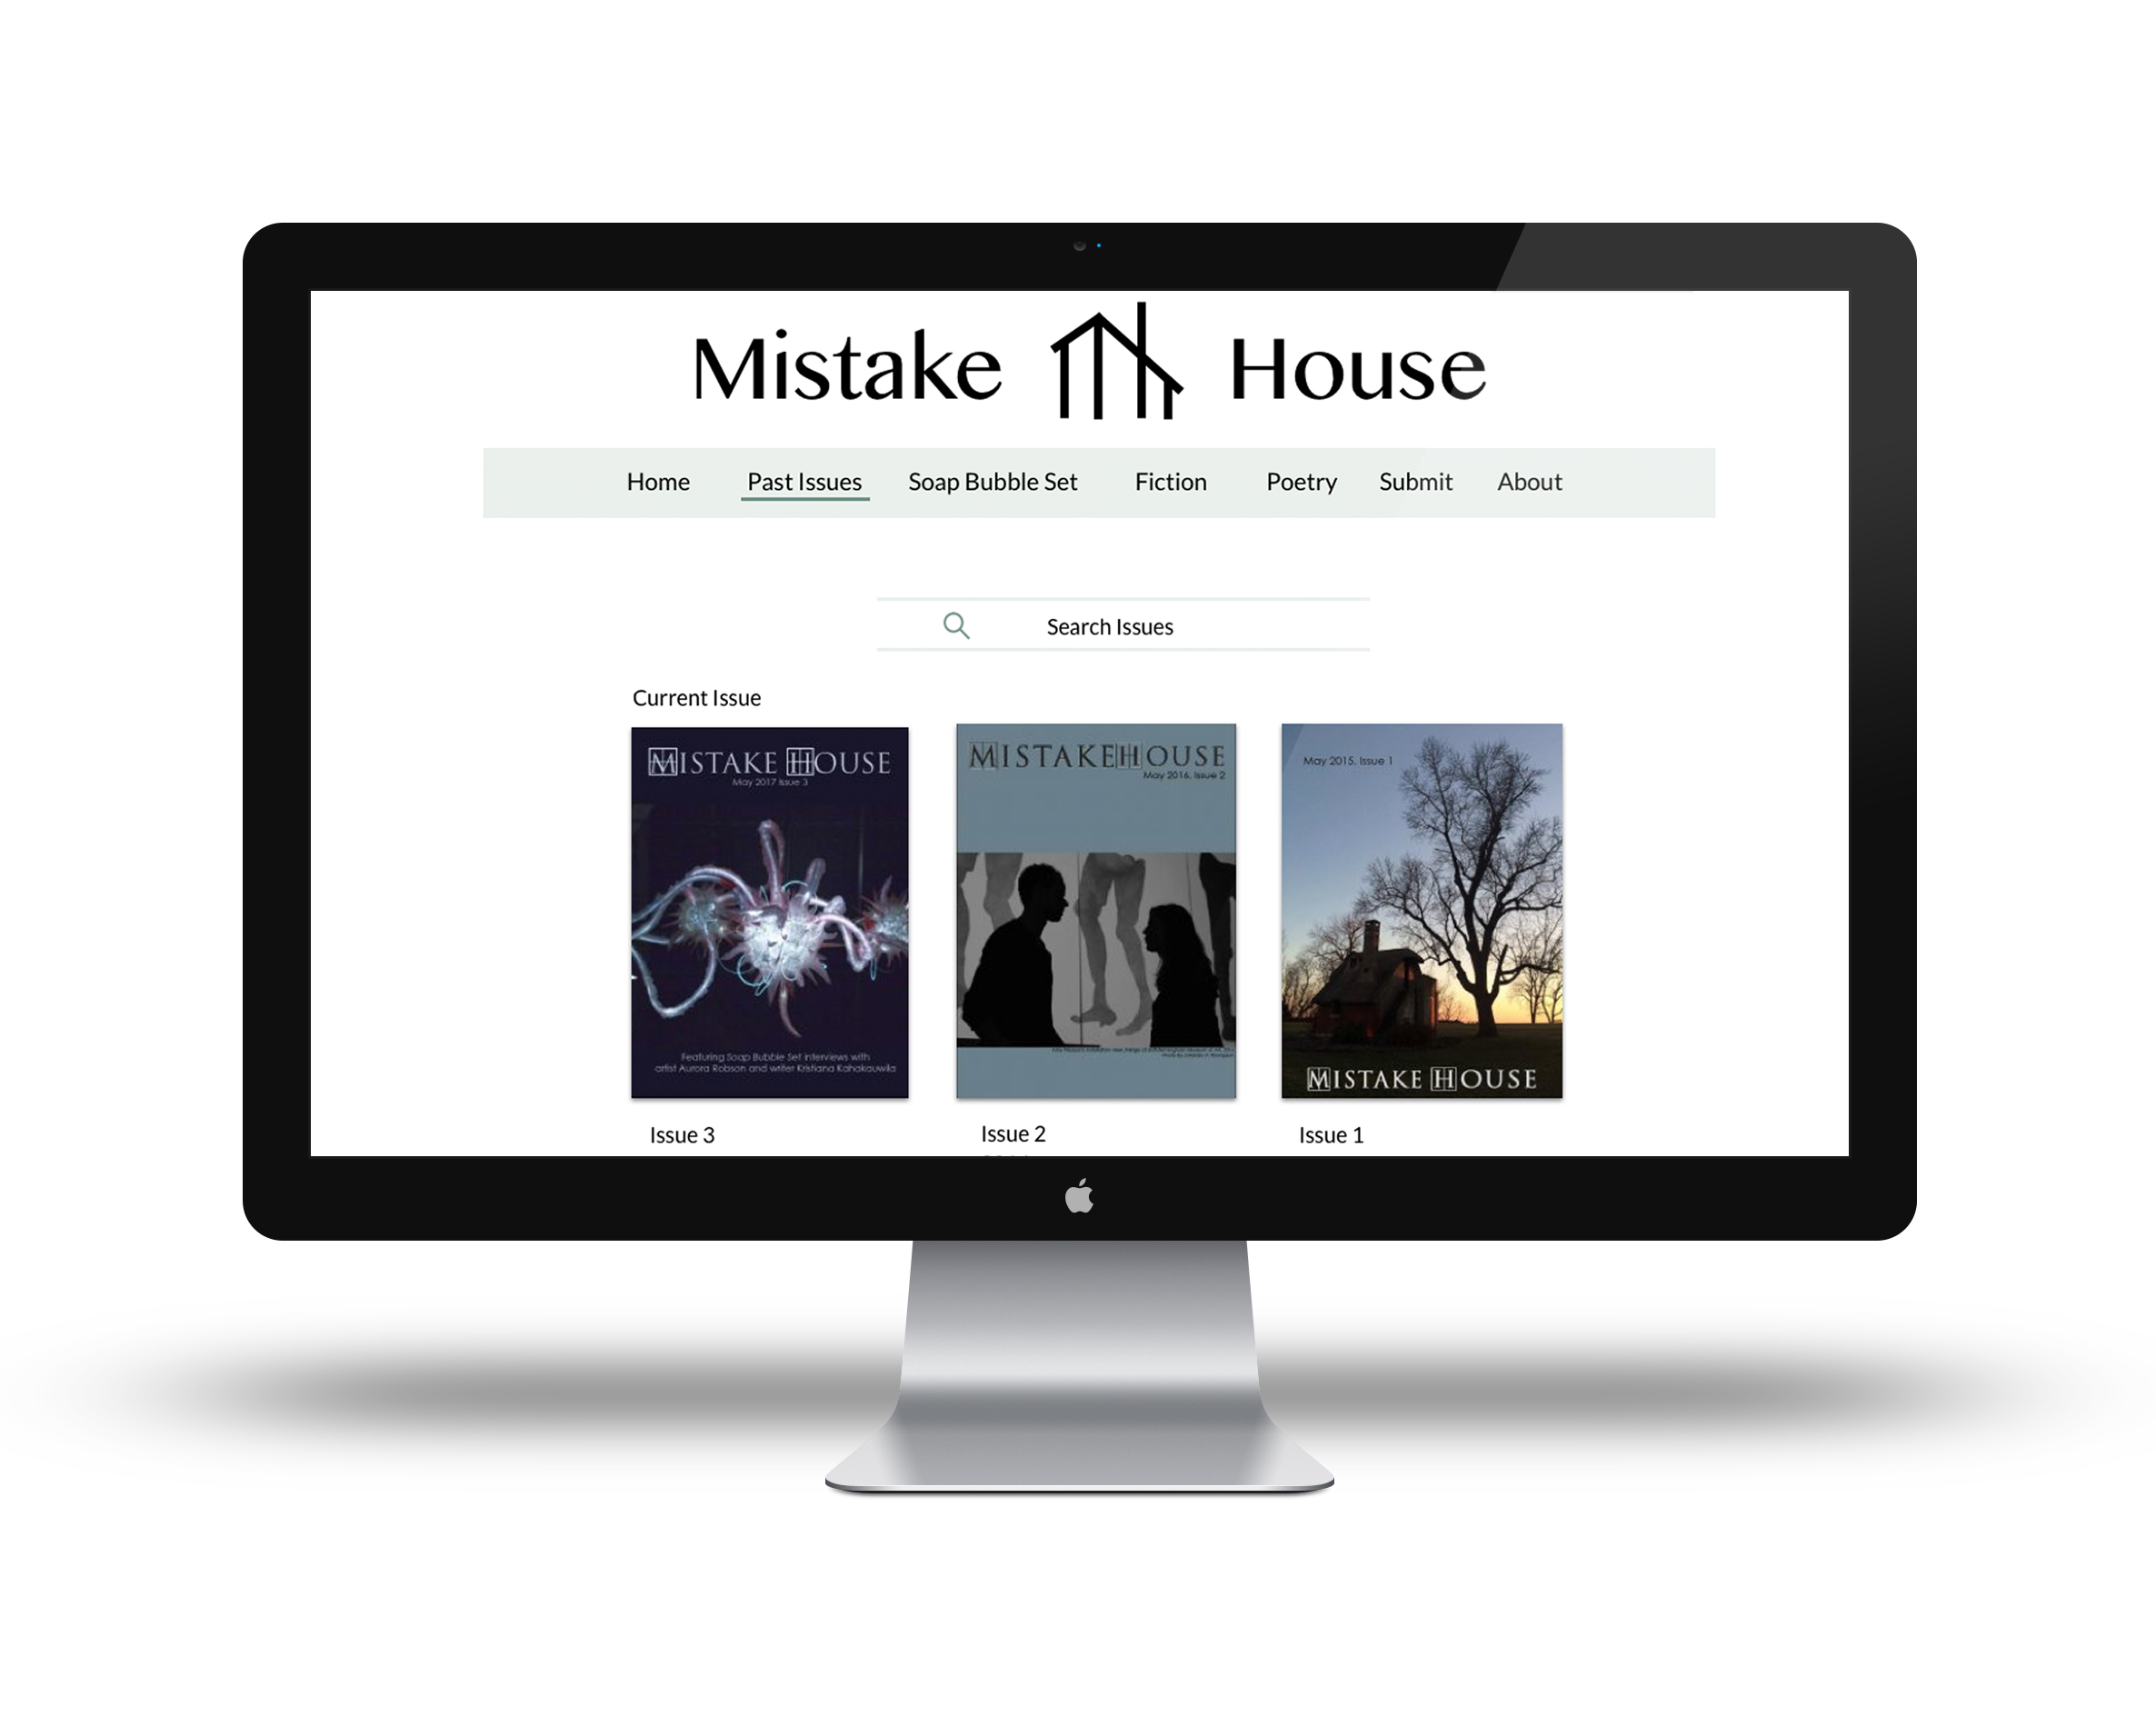 Mistake House
Home Past Issues Soap Bubble Set Fiction Poetry Submit About
Search Issues
Current Issue
MISTAKE HOUSE
May 2017 Issue 3
Featuring Soap Bubble Set interviews with
artist Aurora Robson and writer Kristiana Kahakauwila
MISTAKE HOUSE
May 2016, Issue 2
May 2015, Issue 1
MISTAKE HOUSE
Issue 3
Issue 2
Issue 1